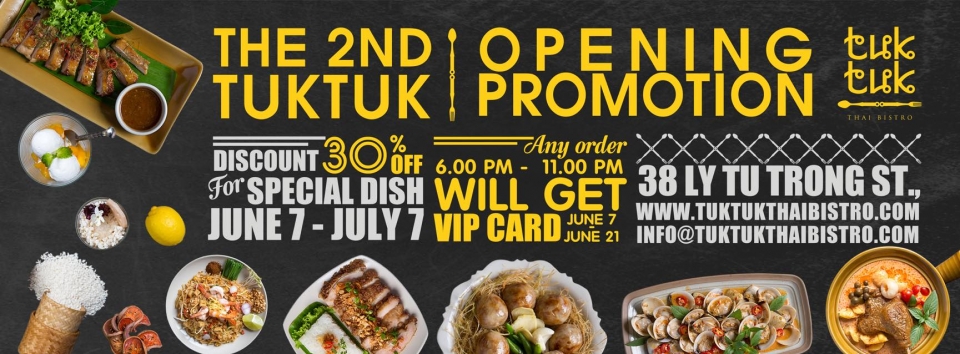 THE 2ND
TUKTUK
OPENING
PROMOTION
tuk
tuk
THAI BISTRO
DISCOUNT 30% OFF
For SPECIAL DISH
JUNE 7 - JULY 7
Any order
6.00 PM - 11.00 PM
WILL GET
VIP CARD JUNE 7 - JUNE 21
38 LY TU TRONG ST.,
WWW.TUKTUKTHAIBISTRO.COM
INFO@TUKTUKTHAIBISTRO.COM